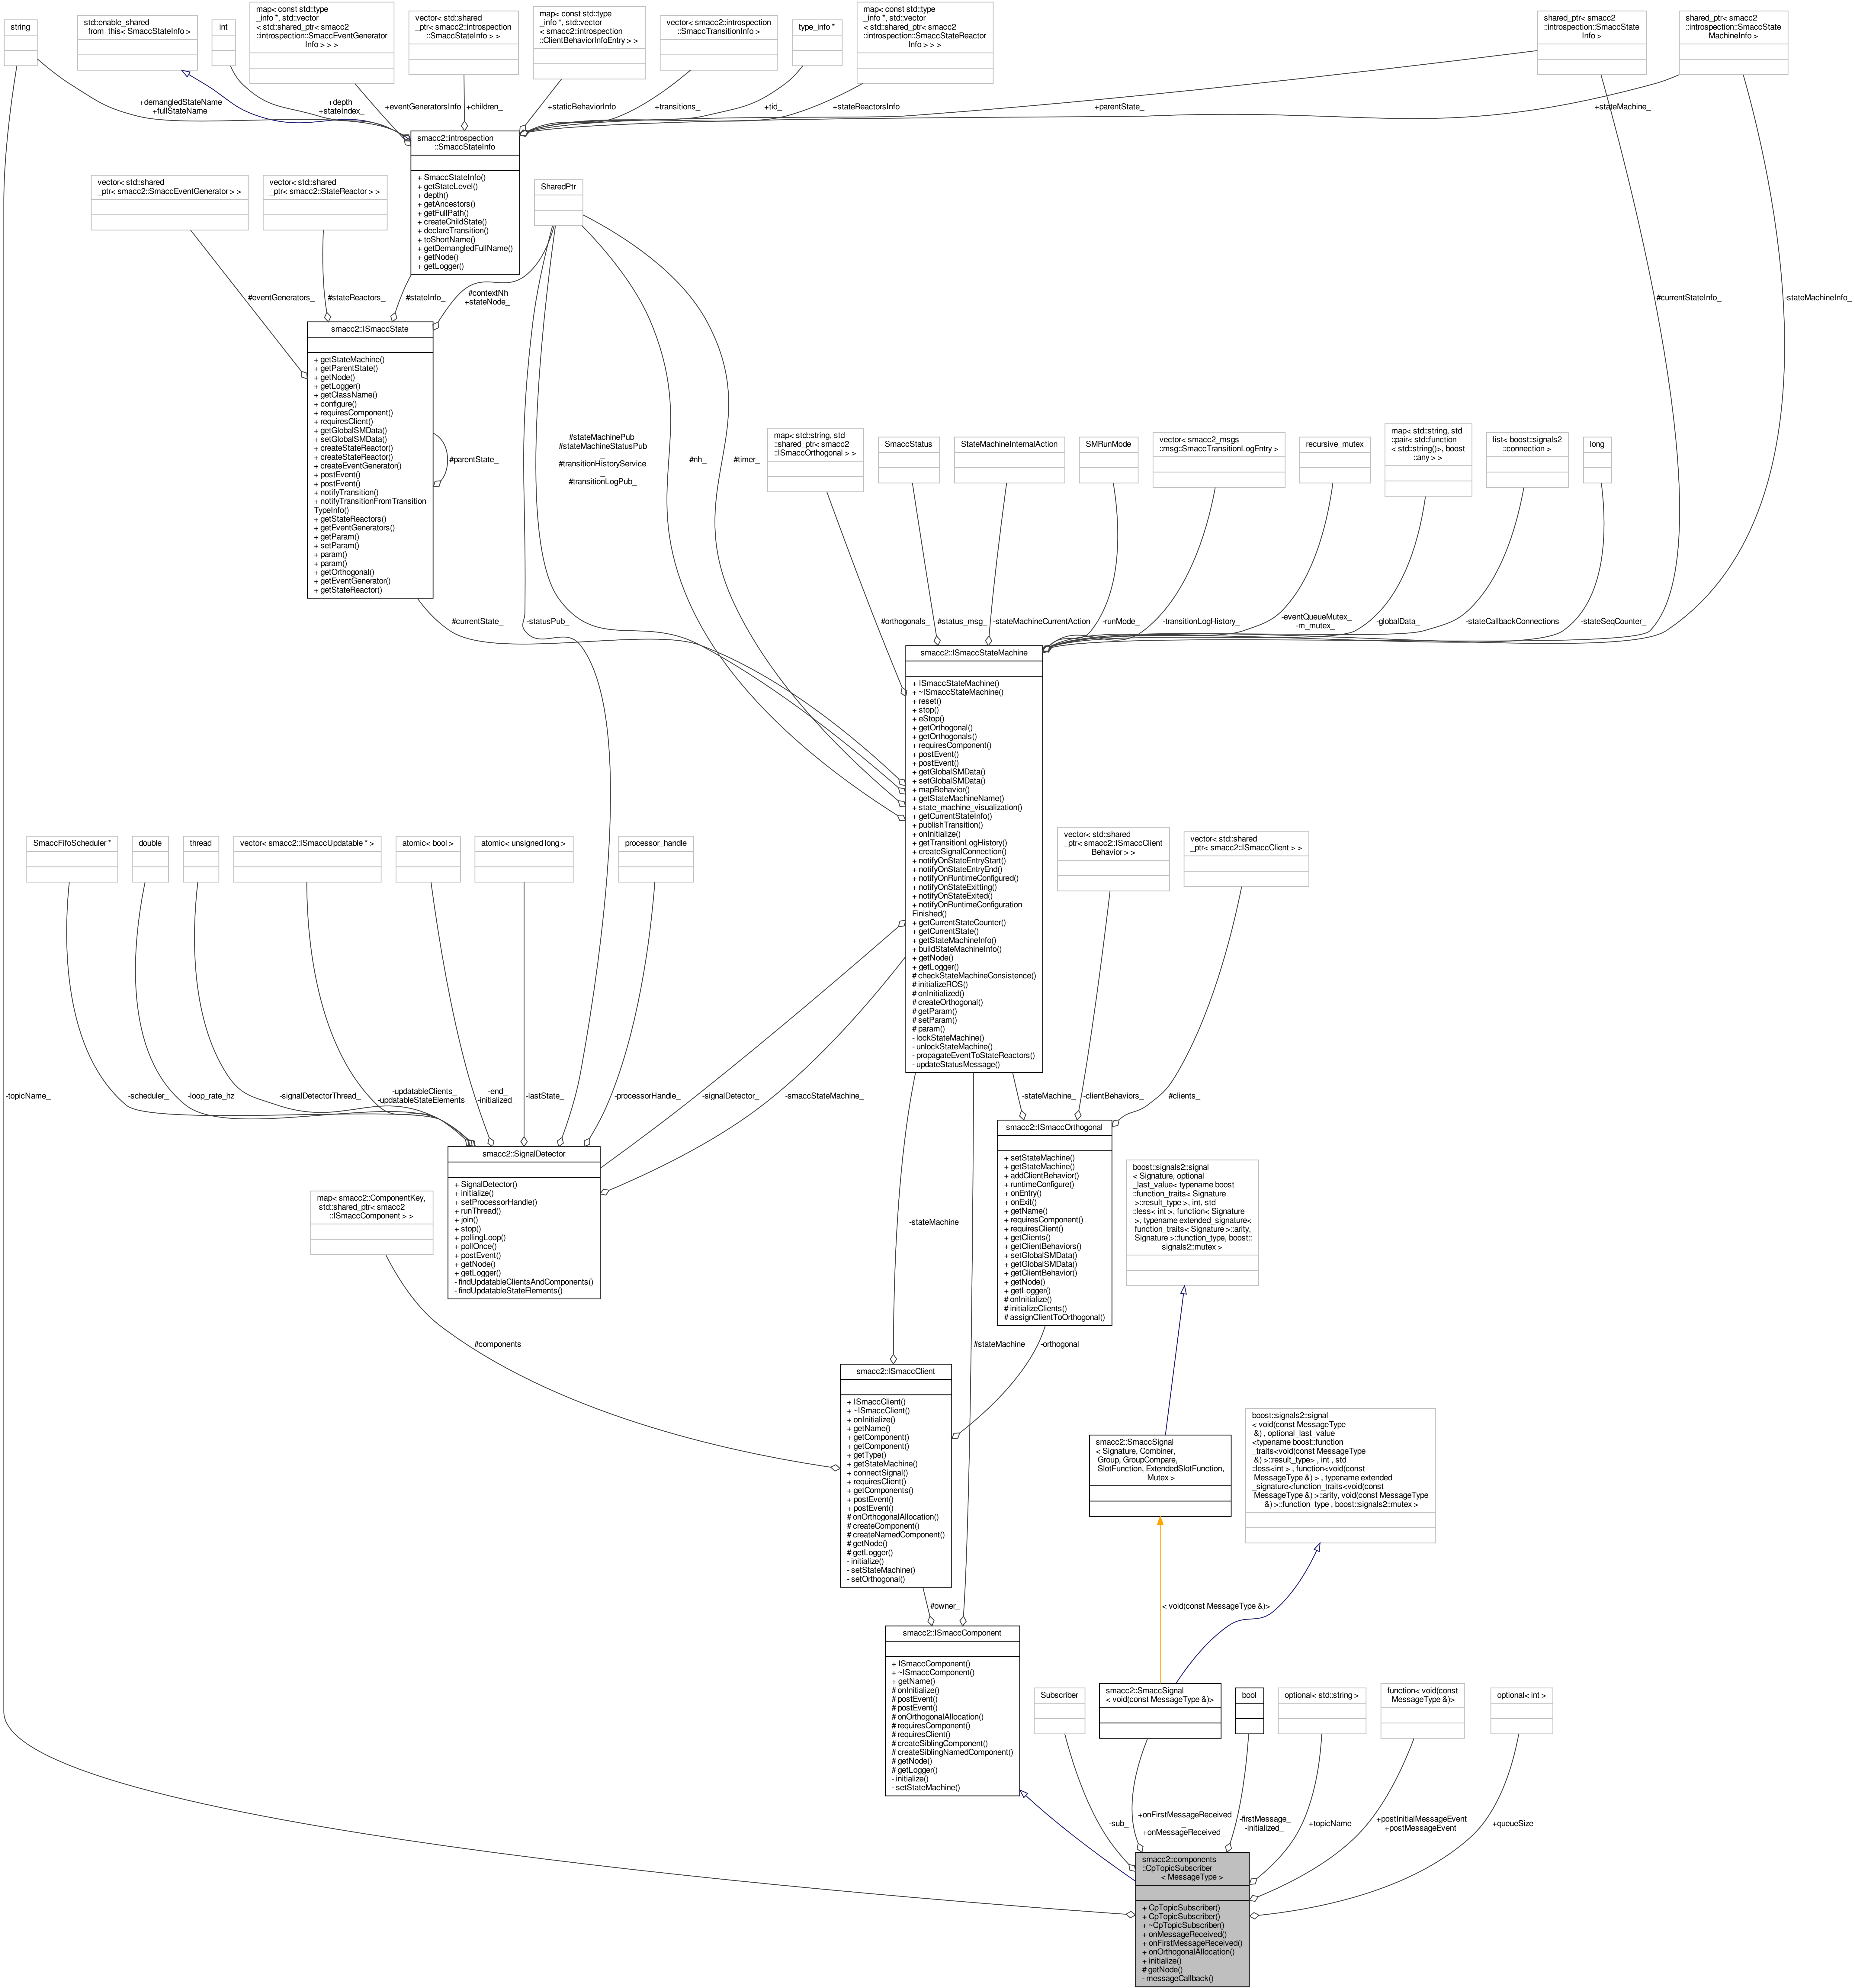 string
std::enable_shared
_from_this< SmaccStateInfo >
int
map< const std::type
_info *, std::vector
< std::shared_ptr< smacc2
::introspection::SmaccEventGenerator
Info > > >
vector< std::shared
_ptr< smacc2::introspection
::SmaccStateInfo > >
map< const std::type
_info *, std::vector
< smacc2::introspection
::ClientBehaviorInfoEntry > >
vector< smacc2::introspection
::SmaccTransitionInfo >
type_info *
map< const std::type
_info *, std::vector
< std::shared_ptr< smacc2
::introspection::SmaccStateReactor
Info > > >
shared_ptr< smacc2
::introspection::SmaccState
Info >
shared_ptr< smacc2
::introspection::SmaccState
MachineInfo >
+demangledStateName
+fullStateName
+depth_
+stateIndex_
+eventGeneratorsInfo
+children_
+staticBehaviorInfo
+transitions_
+tid_
+stateReactorsInfo
+parentState_
+stateMachine_
smacc2::introspection
::SmaccStateInfo
+ SmaccStateInfo()
+ getStateLevel()
+ depth()
+ getAncestors()
+ getFullPath()
+ createChildState()
+ declareTransition()
+ toShortName()
+ getDemangledFullName()
+ getNode()
+ getLogger()
vector< std::shared
_ptr< smacc2::SmaccEventGenerator > >
vector< std::shared
_ptr< smacc2::StateReactor > >
SharedPtr
#eventGenerators_
#stateReactors_
#stateInfo_
#contextNh
+stateNode_
#currentStateInfo_
-stateMachineInfo_
smacc2::ISmaccState
+ getStateMachine()
+ getParentState()
+ getNode()
+ getLogger()
+ getClassName()
+ configure()
+ requiresComponent()
+ requiresClient()
+ getGlobalSMData()
+ setGlobalSMData()
+ createStateReactor()
+ createStateReactor()
+ createEventGenerator()
+ postEvent()
+ postEvent()
+ notifyTransition()
+ notifyTransitionFromTransition
TypeInfo()
+ getStateReactors()
+ getEventGenerators()
+ getParam()
+ setParam()
+ param()
+ param()
+ getOrthogonal()
+ getEventGenerator()
+ getStateReactor()
#parentState_
#stateMachinePub_
#stateMachineStatusPub
_
#transitionHistoryService
_
#transitionLogPub_
#nh_
#timer_
map< std::string, std
::shared_ptr< smacc2
::ISmaccOrthogonal > >
SmaccStatus
StateMachineInternalAction
SMRunMode
vector< smacc2_msgs
::msg::SmaccTransitionLogEntry >
recursive_mutex
map< std::string, std
::pair< std::function
< std::string()>, boost
::any > >
list< boost::signals2
::connection >
long
#currentState_
-statusPub_
#orthogonals_
#status_msg_
-stateMachineCurrentAction
-runMode_
-transitionLogHistory_
-eventQueueMutex_
-m_mutex_
-globalData_
-stateCallbackConnections
-stateSeqCounter_
smacc2::ISmaccStateMachine
+ ISmaccStateMachine()
+ ~ISmaccStateMachine()
+ reset()
+ stop()
+ eStop()
+ getOrthogonal()
+ getOrthogonals()
+ requiresComponent()
+ postEvent()
+ postEvent()
+ getGlobalSMData()
+ setGlobalSMData()
+ mapBehavior()
+ getStateMachineName()
+ state_machine_visualization()
+ getCurrentStateInfo()
+ publishTransition()
+ onInitialize()
+ getTransitionLogHistory()
+ createSignalConnection()
+ notifyOnStateEntryStart()
+ notifyOnStateEntryEnd()
+ notifyOnRuntimeConfigured()
+ notifyOnStateExitting()
+ notifyOnStateExited()
+ notifyOnRuntimeConfiguration
Finished()
+ getCurrentStateCounter()
+ getCurrentState()
+ getStateMachineInfo()
+ buildStateMachineInfo()
+ getNode()
+ getLogger()
# checkStateMachineConsistence()
# initializeROS()
# onInitialized()
# createOrthogonal()
# getParam()
# setParam()
# param()
- lockStateMachine()
- unlockStateMachine()
- propagateEventToStateReactors()
- updateStatusMessage()
SmaccFifoScheduler *
double
thread
vector< smacc2::ISmaccUpdatable * >
atomic< bool >
atomic< unsigned long >
processor_handle
vector< std::shared
_ptr< smacc2::ISmaccClient
Behavior > >
vector< std::shared
_ptr< smacc2::ISmaccClient > >
-topicName_
-scheduler_
-loop_rate_hz
-signalDetectorThread_
-updatableClients_
-updatableStateElements_
-end_
-initialized_
-lastState_
-processorHandle_
-signalDetector_
-smaccStateMachine_
-stateMachine_
-clientBehaviors_
#clients_
smacc2::SignalDetector
+ SignalDetector()
+ initialize()
+ setProcessorHandle()
+ runThread()
+ join()
+ stop()
+ pollingLoop()
+ pollOnce()
+ postEvent()
+ getNode()
+ getLogger()
- findUpdatableClientsAndComponents()
- findUpdatableStateElements()
smacc2::ISmaccOrthogonal
+ setStateMachine()
+ getStateMachine()
+ addClientBehavior()
+ runtimeConfigure()
+ onEntry()
+ onExit()
+ getName()
+ requiresComponent()
+ requiresClient()
+ getClients()
+ getClientBehaviors()
+ setGlobalSMData()
+ getGlobalSMData()
+ getClientBehavior()
+ getNode()
+ getLogger()
# onInitialize()
# initializeClients()
# assignClientToOrthogonal()
map< smacc2::ComponentKey,
std::shared_ptr< smacc2
::ISmaccComponent > >
boost::signals2::signal
< Signature, optional
_last_value< typename boost
::function_traits< Signature
>::result_type >, int, std
::less< int >, function< Signature
>, typename extended_signature<
function_traits< Signature >::arity,
Signature >::function_type, boost::
signals2::mutex >
-stateMachine_
#components_
#stateMachine_
-orthogonal_
smacc2::ISmaccClient
+ ISmaccClient()
+ ~ISmaccClient()
+ onInitialize()
+ getName()
+ getComponent()
+ getComponent()
+ getType()
+ getStateMachine()
+ connectSignal()
+ requiresClient()
+ getComponents()
+ postEvent()
+ postEvent()
# onOrthogonalAllocation()
# createComponent()
# createNamedComponent()
# getNode()
# getLogger()
- initialize()
- setStateMachine()
- setOrthogonal()
smacc2::SmaccSignal
< Signature, Combiner,
Group, GroupCompare,
SlotFunction, ExtendedSlotFunction,
Mutex >
boost::signals2::signal
< void(const MessageType
&) , optional_last_value
<typename boost::function
_traits<void(const MessageType
&) >::result_type> , int , std
::less<int > , function<void(const
MessageType &) > , typename extended
_signature<function_traits<void(const
MessageType &) >::arity, void(const MessageType
&) >::function_type , boost::signals2::mutex >
#owner_
< void(const MessageType &)>
smacc2::ISmaccComponent
+ ISmaccComponent()
+ ~ISmaccComponent()
+ getName()
# onInitialize()
# postEvent()
# postEvent()
# onOrthogonalAllocation()
# requiresComponent()
# requiresClient()
# createSiblingComponent()
# createSiblingNamedComponent()
# getNode()
# getLogger()
- initialize()
- setStateMachine()
Subscriber
smacc2::SmaccSignal
< void(const MessageType &)>
bool
optional< std::string >
function< void(const
MessageType &)>
optional< int >
-sub_
+onFirstMessageReceived
_
+onMessageReceived_
-firstMessage_
-initialized_
+topicName
+postInitialMessageEvent
+postMessageEvent
+queueSize
smacc2::components
::CpTopicSubscriber
< MessageType >
+ CpTopicSubscriber()
+ CpTopicSubscriber()
+ ~CpTopicSubscriber()
+ onMessageReceived()
+ onFirstMessageReceived()
+ onOrthogonalAllocation()
+ initialize()
# getNode()
- messageCallback()